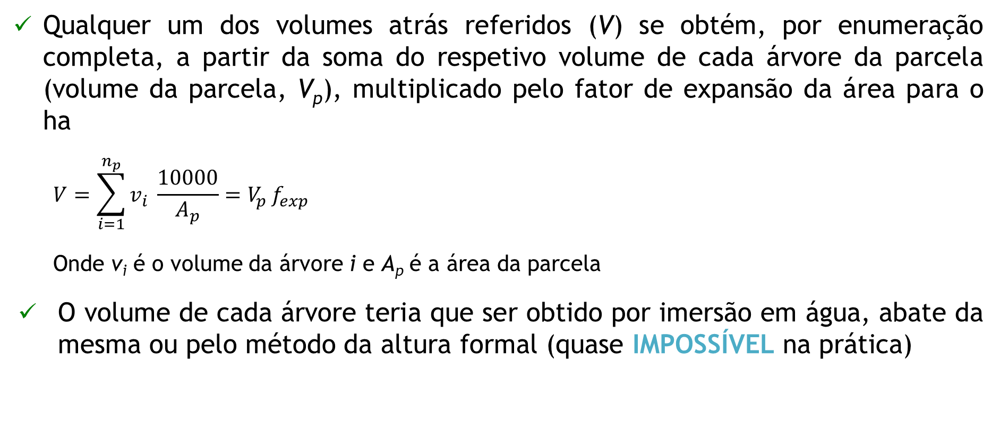 ✓ Qualquer um dos volumes atrás referidos (V) se obtém, por enumeração
completa, a partir da soma do respetivo volume de cada árvore da parcela
(volume da parcela, Vₚ), multiplicado pelo fator de expansão da área para o
ha
$V = \sum_{i=1}^{n_p} v_i \frac{10000}{A_p} = V_p \, f_{exp}$
Onde vᵢ é o volume da árvore i e Aₚ é a área da parcela
✓ O volume de cada árvore teria que ser obtido por imersão em água, abate da
mesma ou pelo método da altura formal (quase IMPOSSÍVEL na prática)